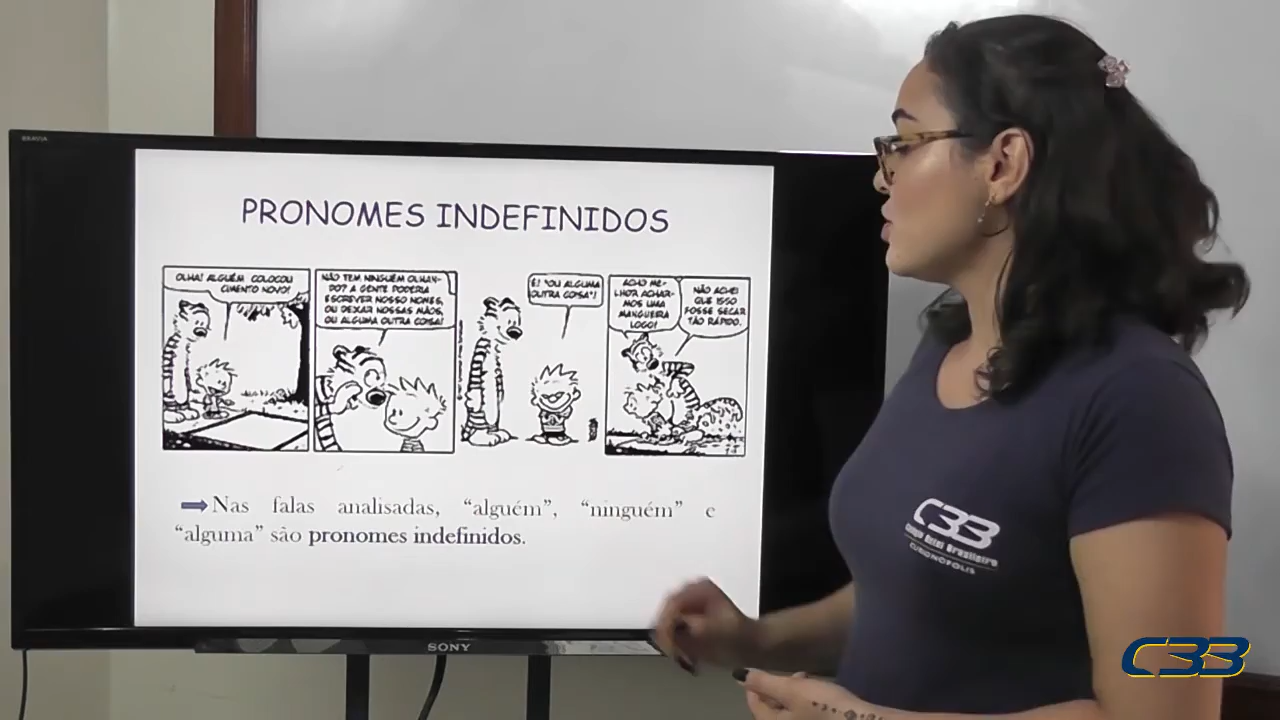 BRAVIA
PRONOMES INDEFINIDOS
OLHA! ALGUÉM COLOCOU
CIMENTO NOVO!
NÃO TEM NINGUÉM OLHAN-
DO? A GENTE PODERIA
ESCREVER NOSSO NOMES,
OU DEIXAR NOSSAS MÃOS,
OU ALGUMA OUTRA COISA!
É! "OU ALGUMA
OUTRA COISA"!
ACHO ME-
LHOR ACHAR-
MOS UMA
MANGUEIRA
LOGO!
NÃO ACHEI
QUE ISSO
FOSSE SECAR
TÃO RÁPIDO.
Nas falas analisadas, “alguém”, “ninguém” e
“alguma” são pronomes indefinidos.
SONY
CBB
Colégio Betel Brasileiro
CBB